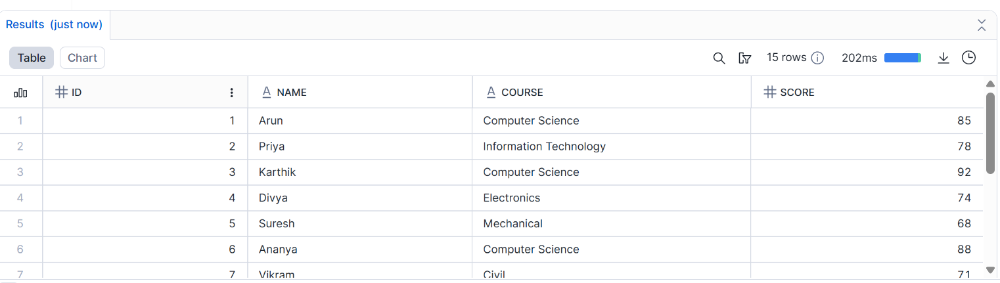 Results (just now)
Table Chart 15 rows 202ms
ID NAME COURSE SCORE
1 1 Arun Computer Science 85
2 2 Priya Information Technology 78
3 3 Karthik Computer Science 92
4 4 Divya Electronics 74
5 5 Suresh Mechanical 68
6 6 Ananya Computer Science 88
7 7 Vikram Civil 71